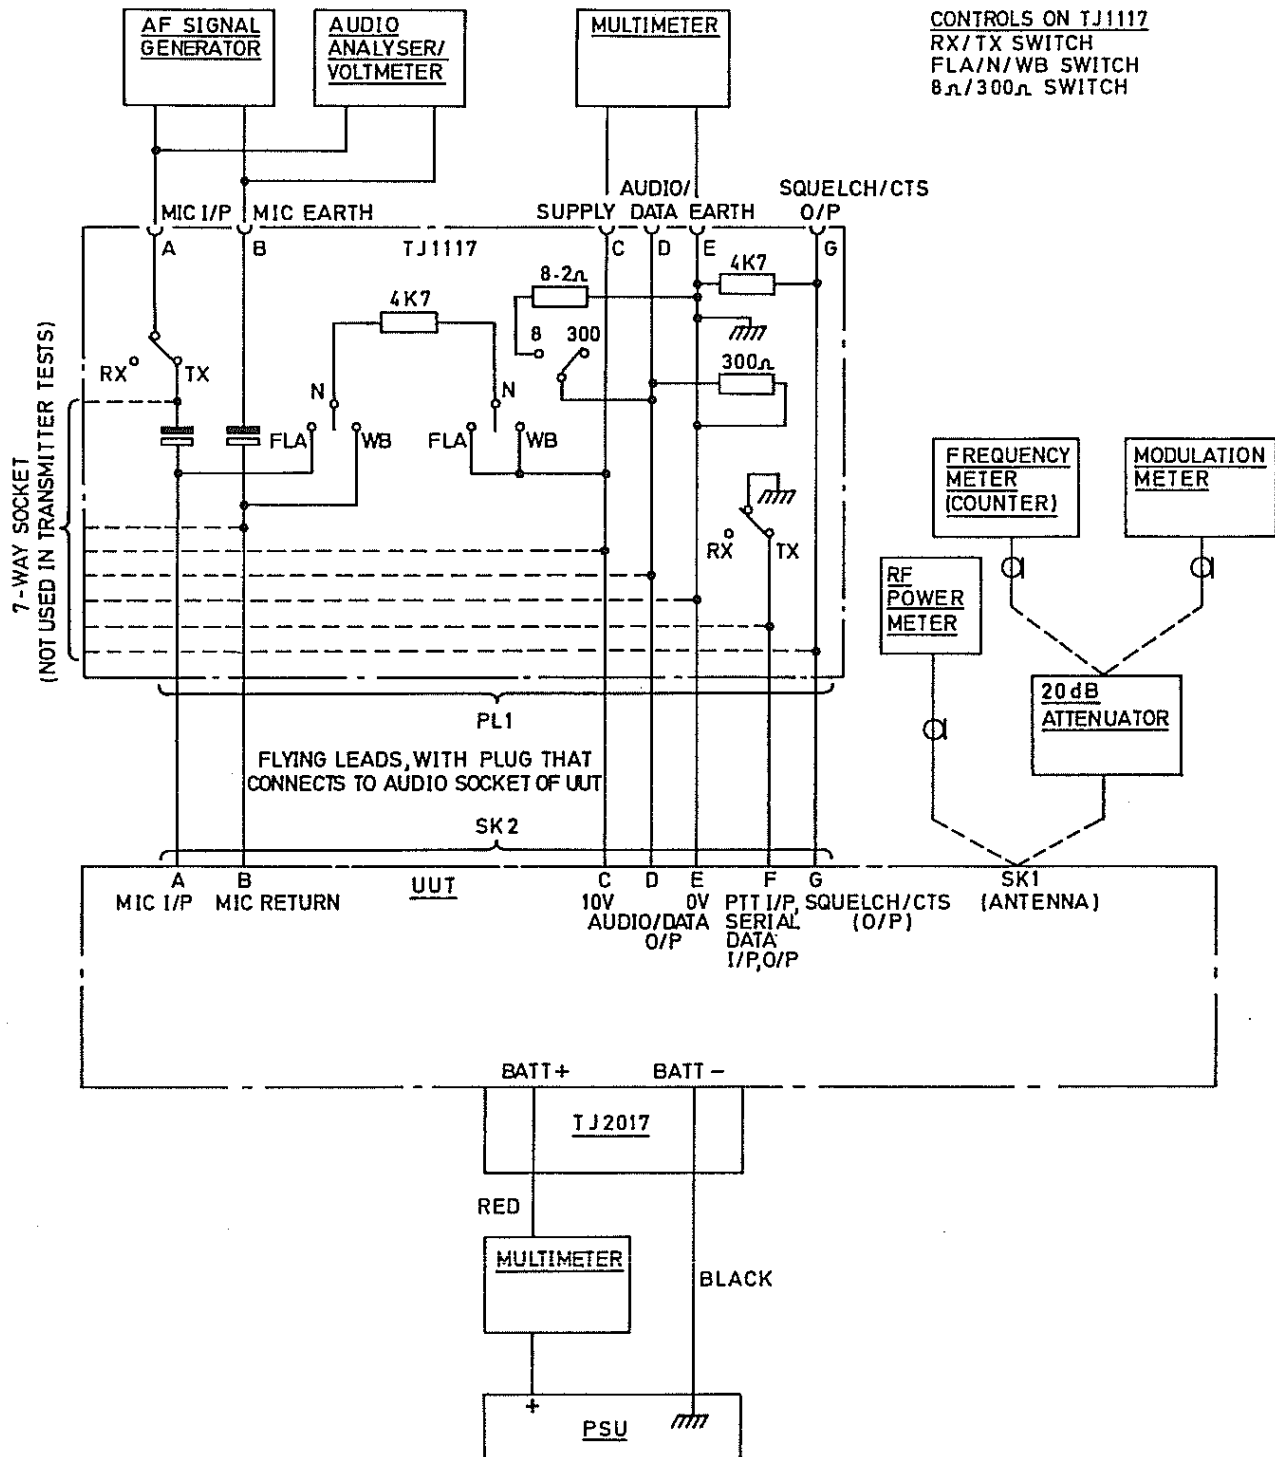 AF SIGNAL
GENERATOR
AUDIO
ANALYSER/
VOLTMETER
MULTIMETER
CONTROLS ON TJ1117
RX/TX SWITCH
FLA/N/WB SWITCH
8Ω/300Ω SWITCH
MIC I/P
MIC EARTH
SUPPLY
AUDIO/
DATA
EARTH
SQUELCH/CTS
O/P
A
B
TJ1117
C
D
E
G
8·2Ω
4K7
4K7
8
300
300Ω
RX
TX
N
N
FLA
WB
FLA
WB
RX
TX
7-WAY SOCKET
(NOT USED IN TRANSMITTER TESTS)
FREQUENCY
METER
(COUNTER)
MODULATION
METER
RF
POWER
METER
20dB
ATTENUATOR
PL1
FLYING LEADS, WITH PLUG THAT
CONNECTS TO AUDIO SOCKET OF UUT
SK2
A
MIC I/P
B
MIC RETURN
UUT
C
10V
D
AUDIO/DATA
O/P
E
0V
F
PTT I/P,
SERIAL
DATA
I/P,O/P
G
SQUELCH/CTS
(O/P)
SK1
(ANTENNA)
BATT+
BATT−
TJ2017
RED
MULTIMETER
BLACK
+
PSU